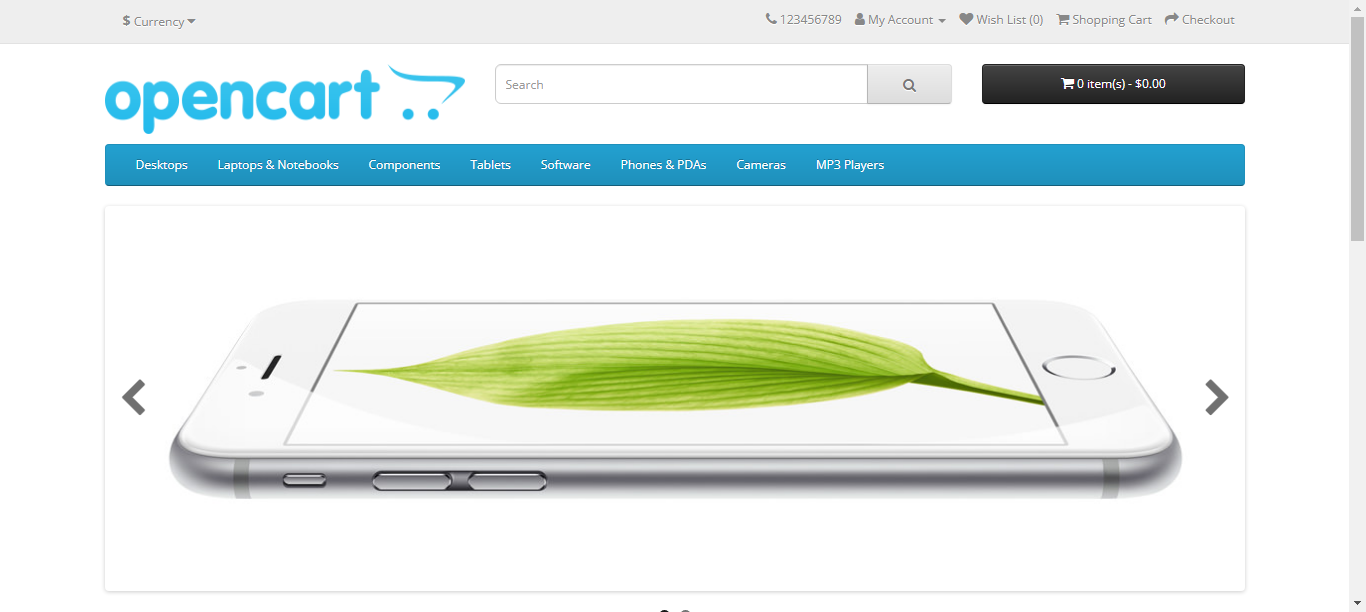 $ Currency
123456789 My Account Wish List (0) Shopping Cart Checkout
opencart
Search
0 item(s) - $0.00
Desktops Laptops & Notebooks Components Tablets Software Phones & PDAs Cameras MP3 Players